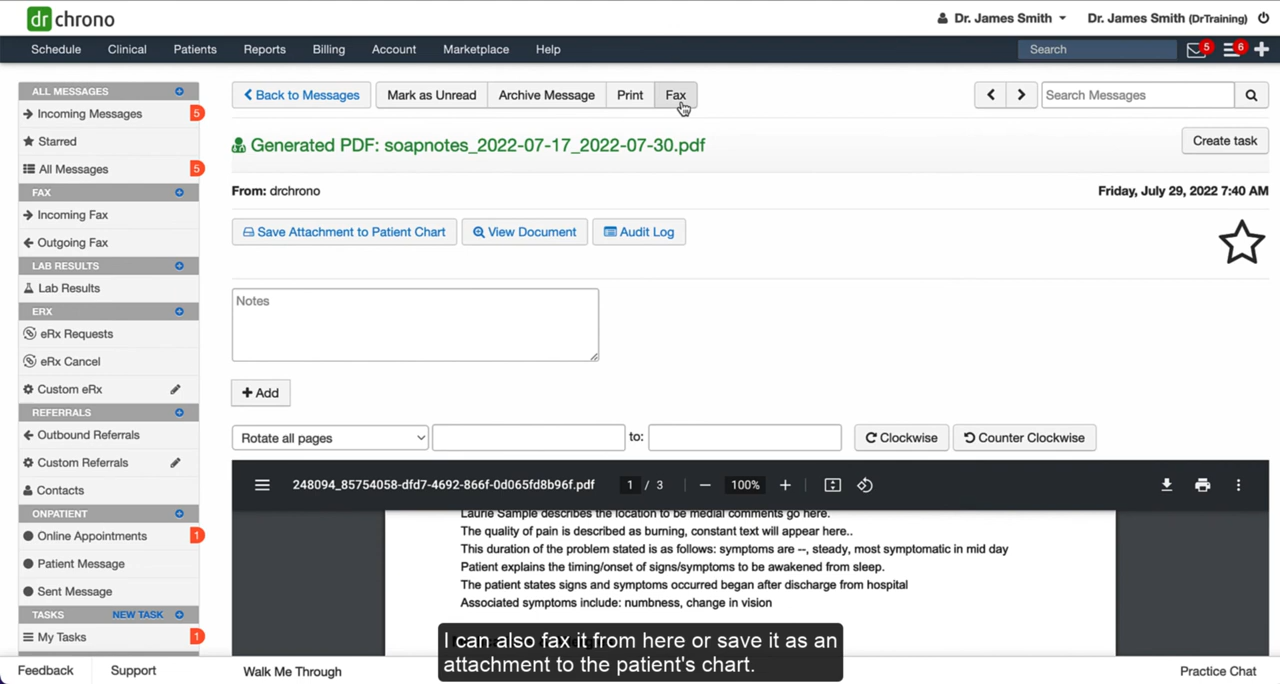 dr chrono
Dr. James Smith
Dr. James Smith (DrTraining)
Schedule Clinical Patients Reports Billing Account Marketplace Help
Search
5
6
ALL MESSAGES
Incoming Messages 5
Starred
All Messages 5
FAX
Incoming Fax
Outgoing Fax
LAB RESULTS
Lab Results
ERX
eRx Requests
eRx Cancel
Custom eRx
REFERRALS
Outbound Referrals
Custom Referrals
Contacts
ONPATIENT
Online Appointments 1
Patient Message
Sent Message
TASKS NEW TASK
My Tasks 1
Back to Messages Mark as Unread Archive Message Print Fax
Search Messages
Generated PDF: soapnotes_2022-07-17_2022-07-30.pdf
Create task
From: drchrono
Friday, July 29, 2022 7:40 AM
Save Attachment to Patient Chart View Document Audit Log
Notes
+ Add
Rotate all pages to: Clockwise Counter Clockwise
248094_85754058-dfd7-4692-866f-0d065fd8b96f.pdf 1 / 3 — 100% +
Laurie Sample describes the location to be medial comments go here.
The quality of pain is described as burning, constant text will appear here..
This duration of the problem stated is as follows: symptoms are --, steady, most symptomatic in mid day
Patient explains the timing/onset of signs/symptoms to be awakened from sleep.
The patient states signs and symptoms occurred began after discharge from hospital
Associated symptoms include: numbness, change in vision
I can also fax it from here or save it as an
attachment to the patient's chart.
Feedback Support Walk Me Through Practice Chat